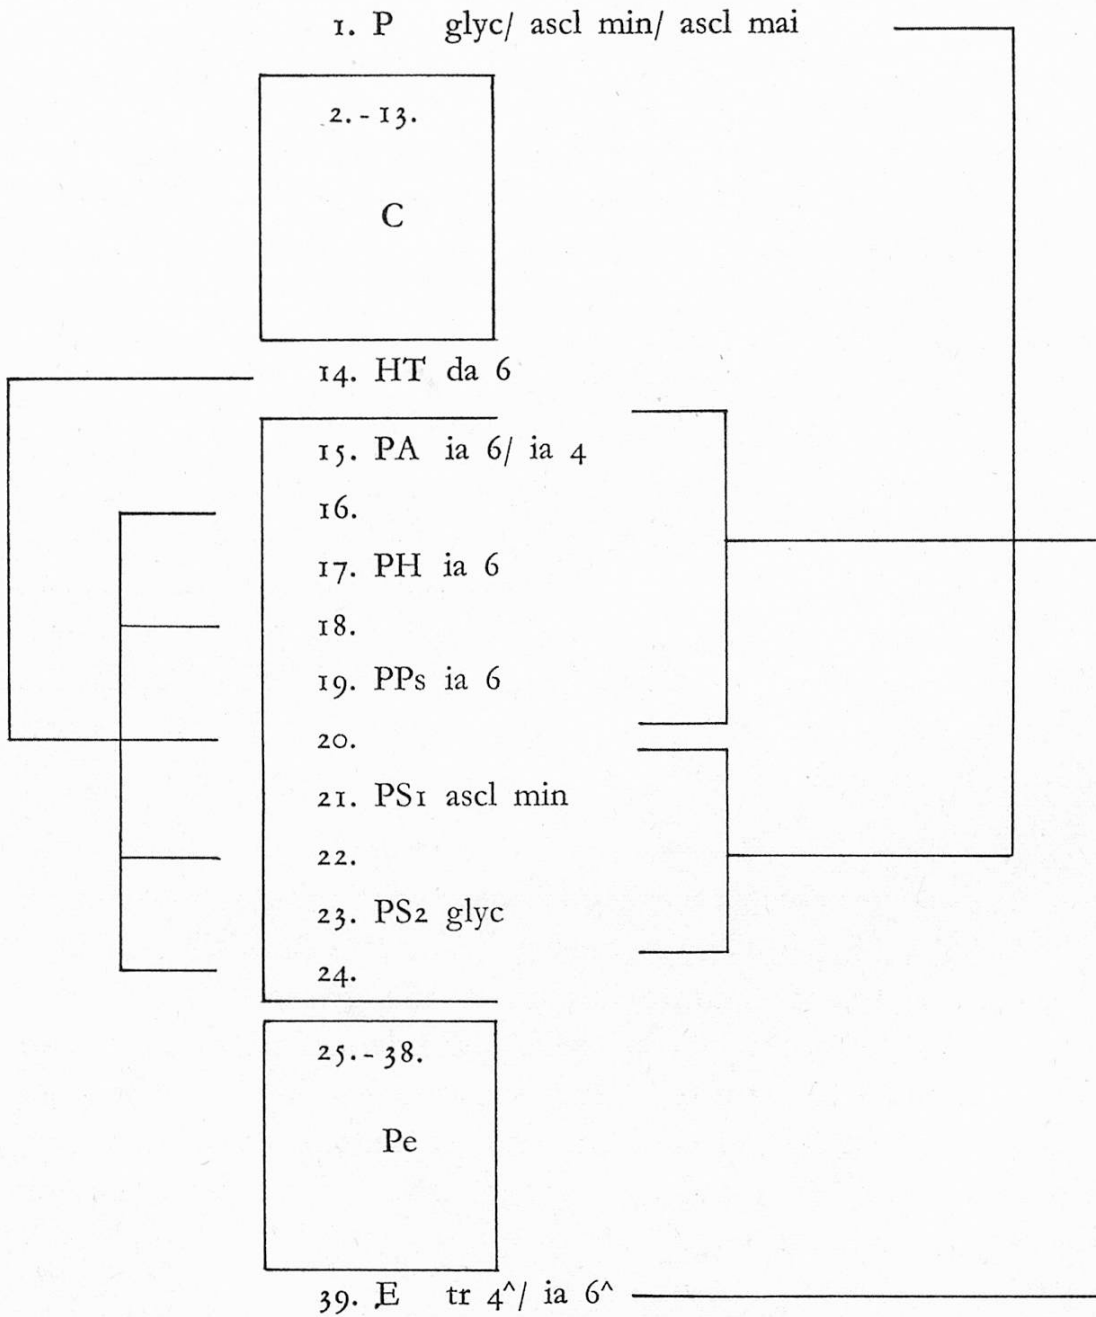 1. P glyc/ ascl min/ ascl mai
2. - 13.
C
14. HT da 6
15. PA ia 6/ ia 4
16.
17. PH ia 6
18.
19. PPs ia 6
20.
21. PS1 ascl min
22.
23. PS2 glyc
24.
25. - 38.
Pe
39. E tr 4^/ ia 6^